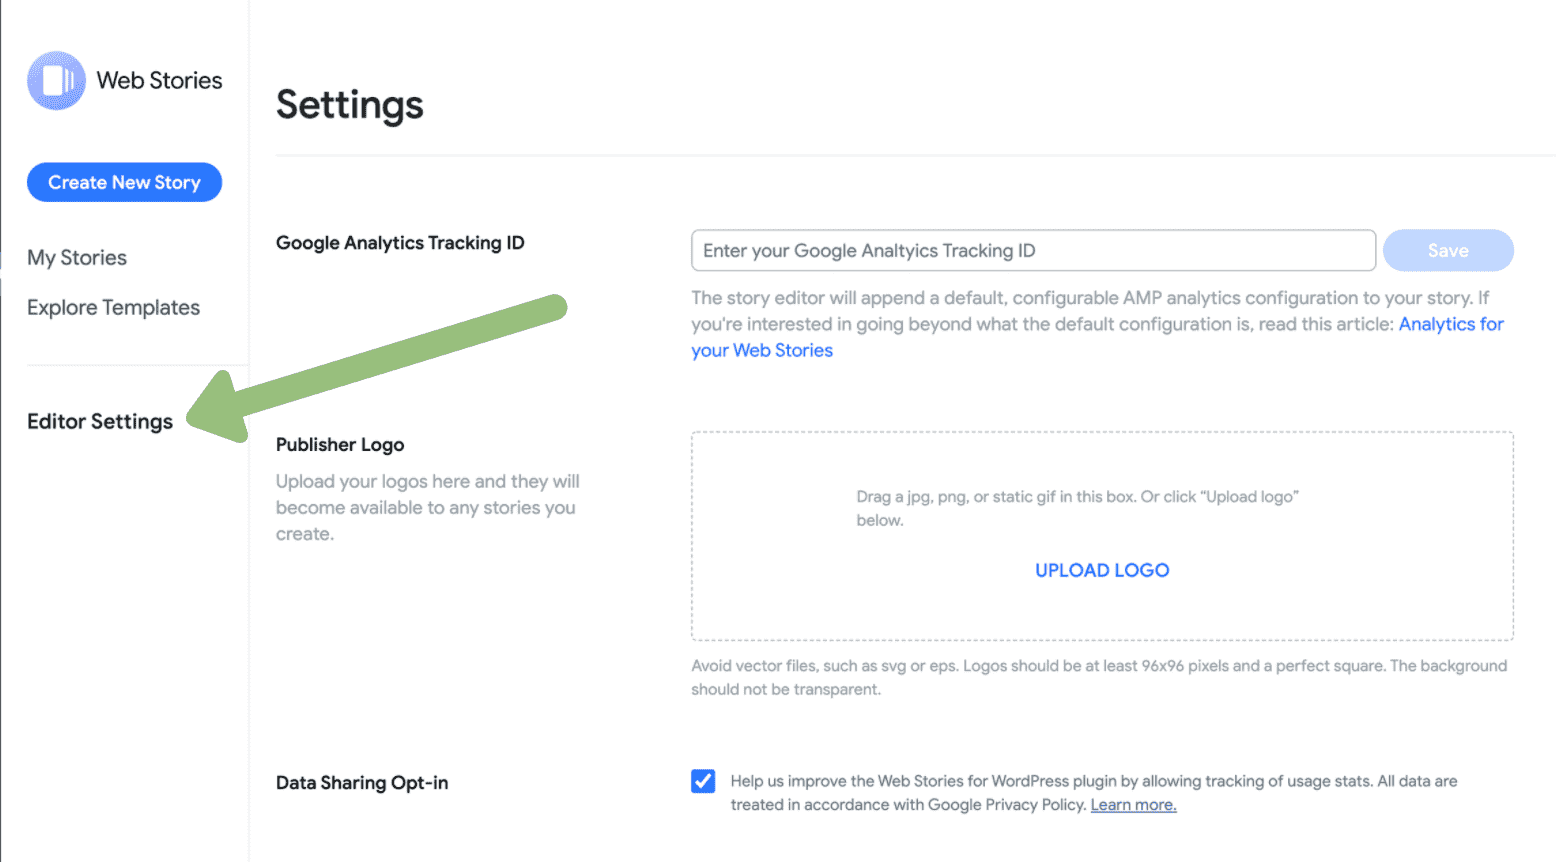 Web Stories
Create New Story
My Stories
Explore Templates
Editor Settings
Settings
Google Analytics Tracking ID
Enter your Google Analtyics Tracking ID
Save
The story editor will append a default, configurable AMP analytics configuration to your story. If
you're interested in going beyond what the default configuration is, read this article: Analytics for
your Web Stories
Publisher Logo
Upload your logos here and they will
become available to any stories you
create.
Drag a jpg, png, or static gif in this box. Or click “Upload logo”
below.
UPLOAD LOGO
Avoid vector files, such as svg or eps. Logos should be at least 96x96 pixels and a perfect square. The background
should not be transparent.
Data Sharing Opt-in
Help us improve the Web Stories for WordPress plugin by allowing tracking of usage stats. All data are
treated in accordance with Google Privacy Policy. Learn more.